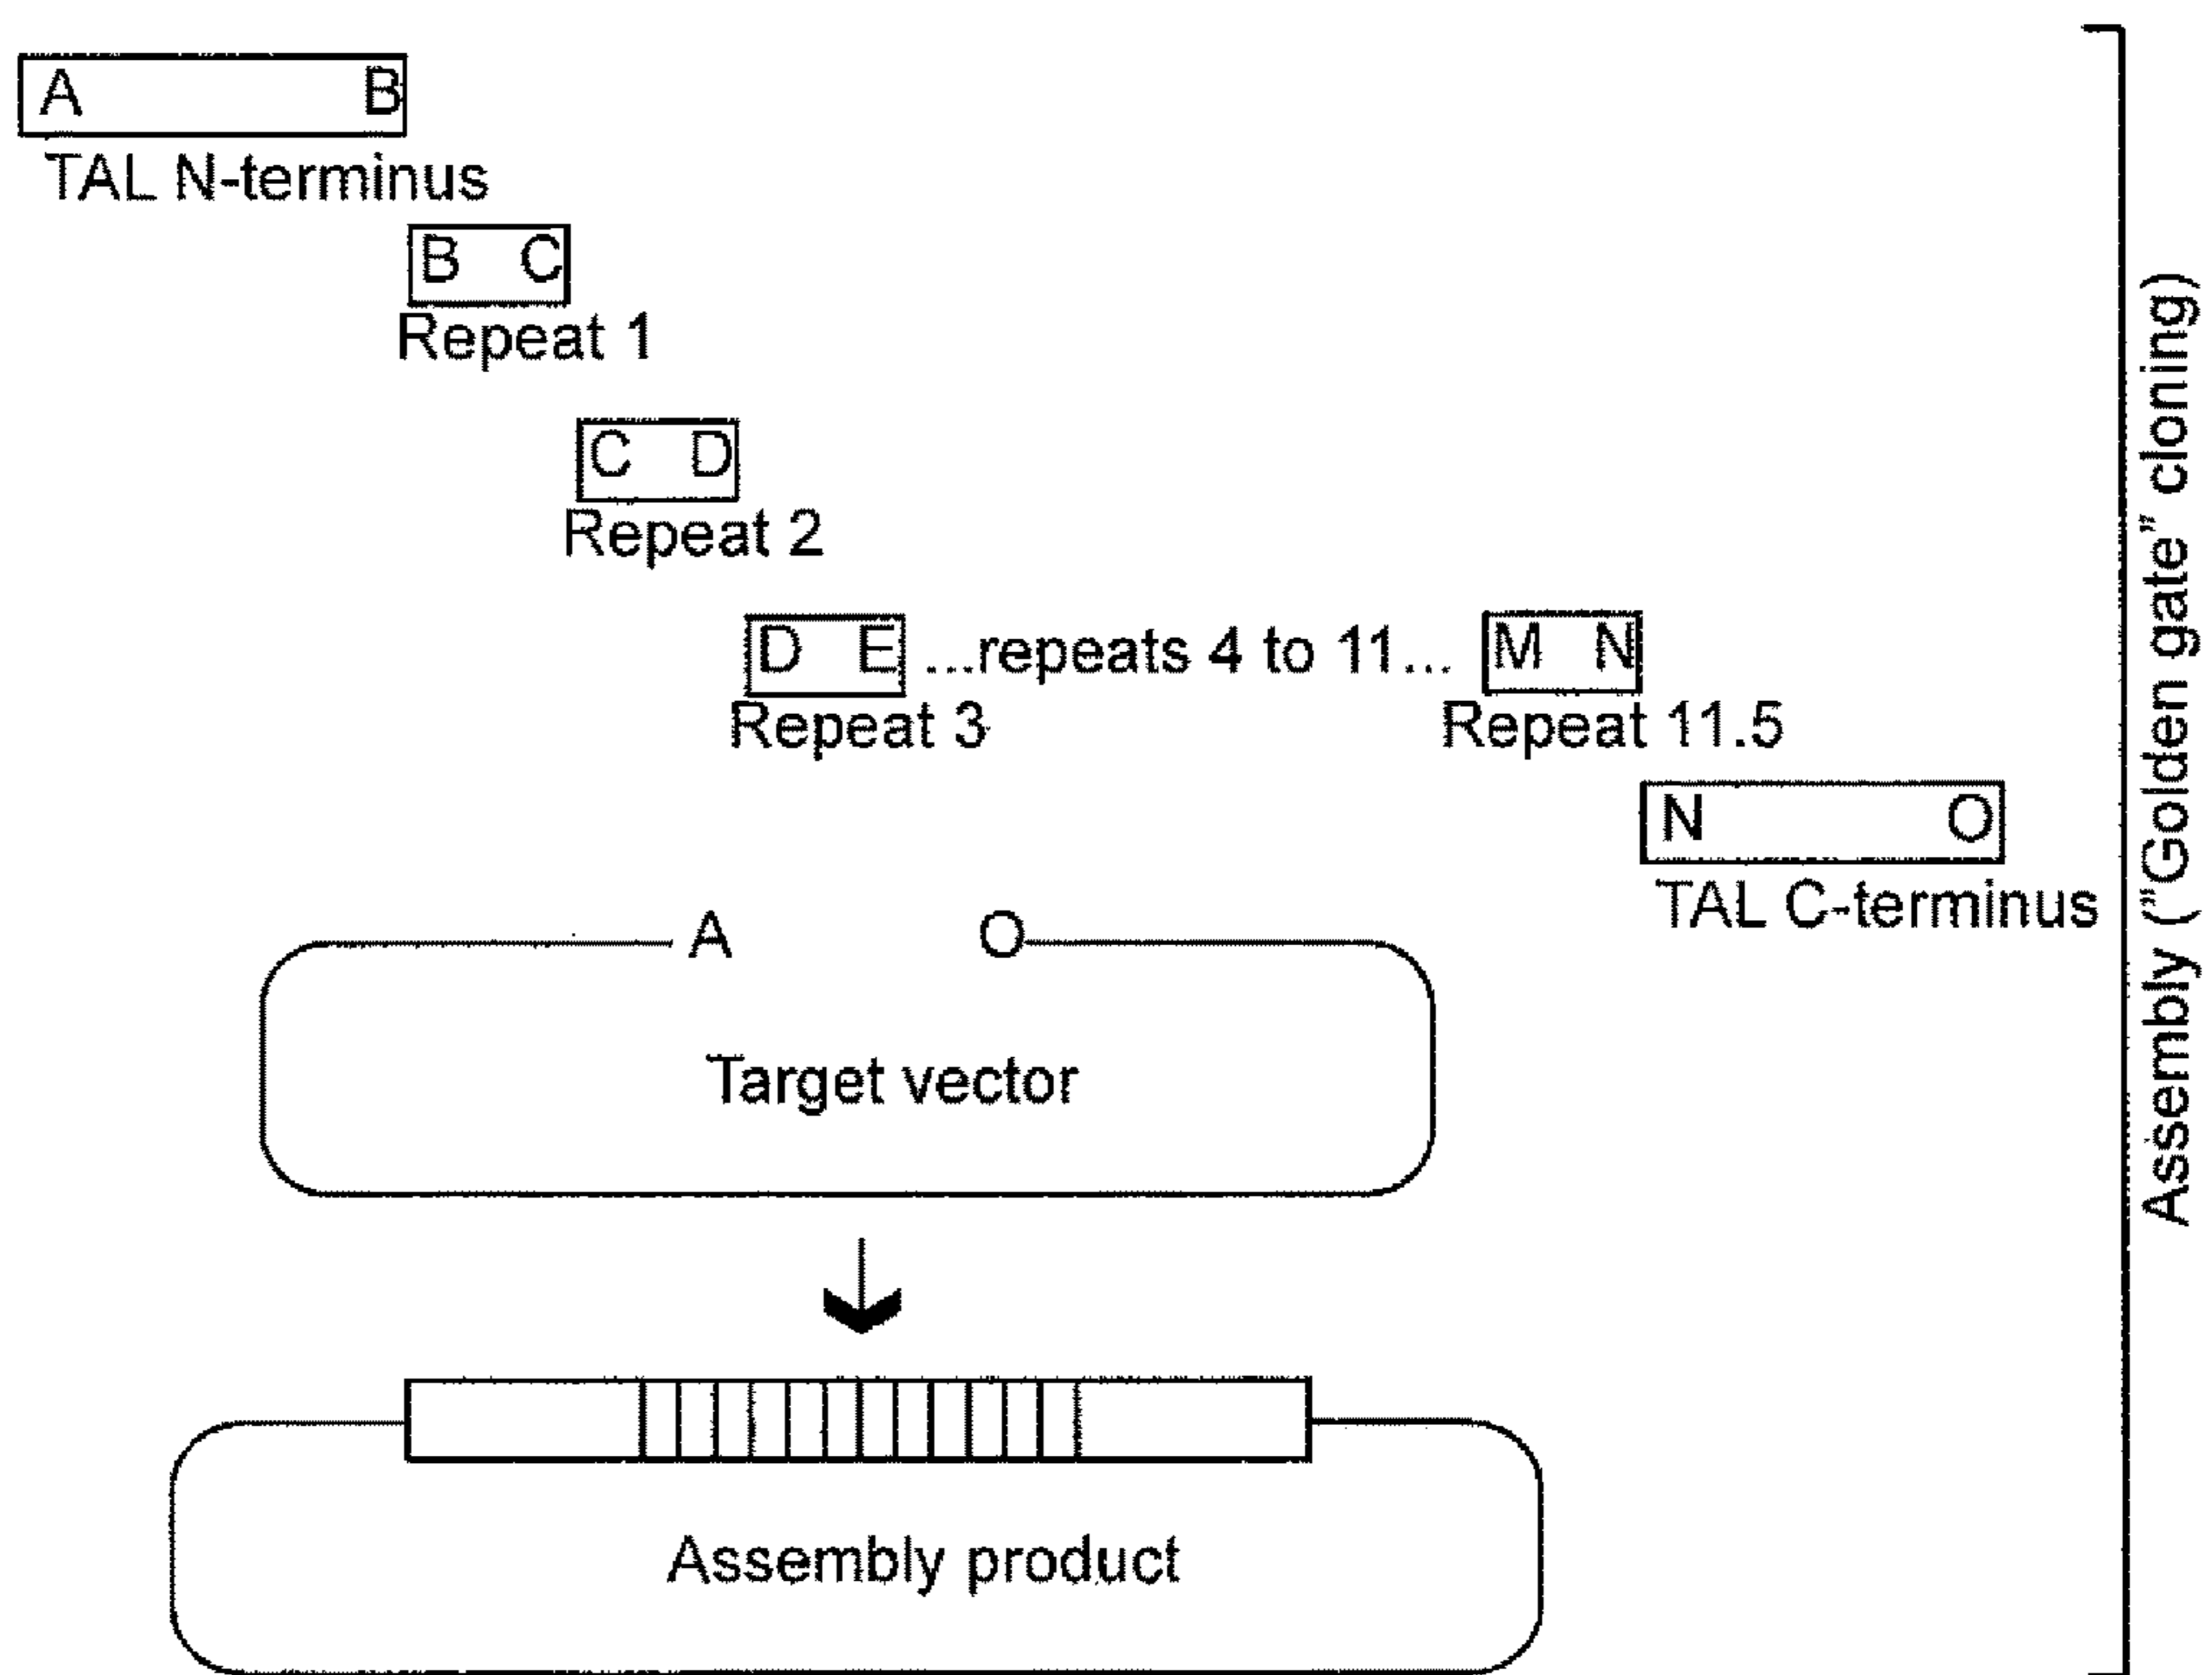 A B
TAL N-terminus
B C
Repeat 1
C D
Repeat 2
D E ...repeats 4 to 11... M N
Repeat 3 Repeat 11.5
N O
TAL C-terminus
A O
Target vector
Assembly product
Assembly ("Golden gate" cloning)